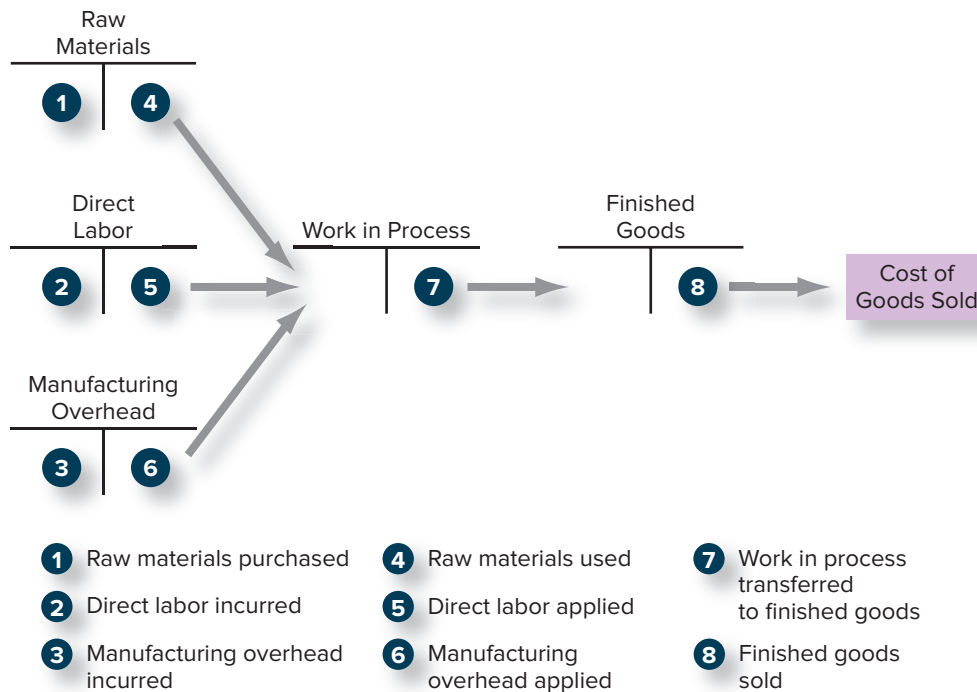 Raw
Materials
1
4
Direct
Labor
2
5
Work in Process
7
Finished
Goods
8
Cost of
Goods Sold
Manufacturing
Overhead
3
6
1 Raw materials purchased
2 Direct labor incurred
3 Manufacturing overhead
incurred
4 Raw materials used
5 Direct labor applied
6 Manufacturing
overhead applied
7 Work in process
transferred
to finished goods
8 Finished goods
sold